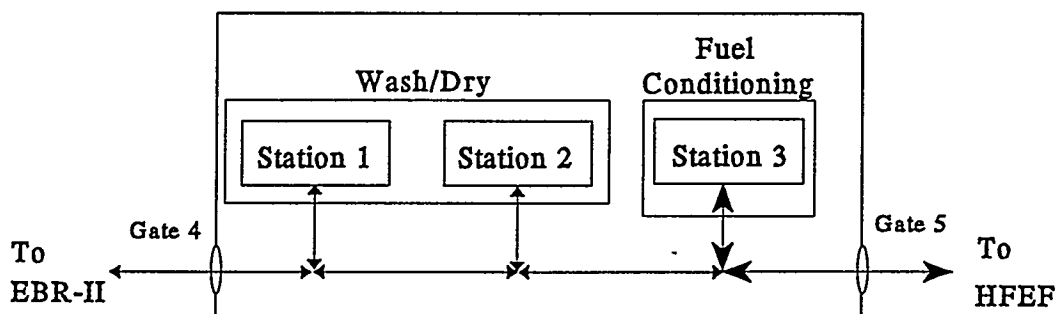 Fuel
Conditioning
Wash/Dry
Station 1
Station 2
Station 3
Gate 4
Gate 5
To
EBR-II
To
HFEF